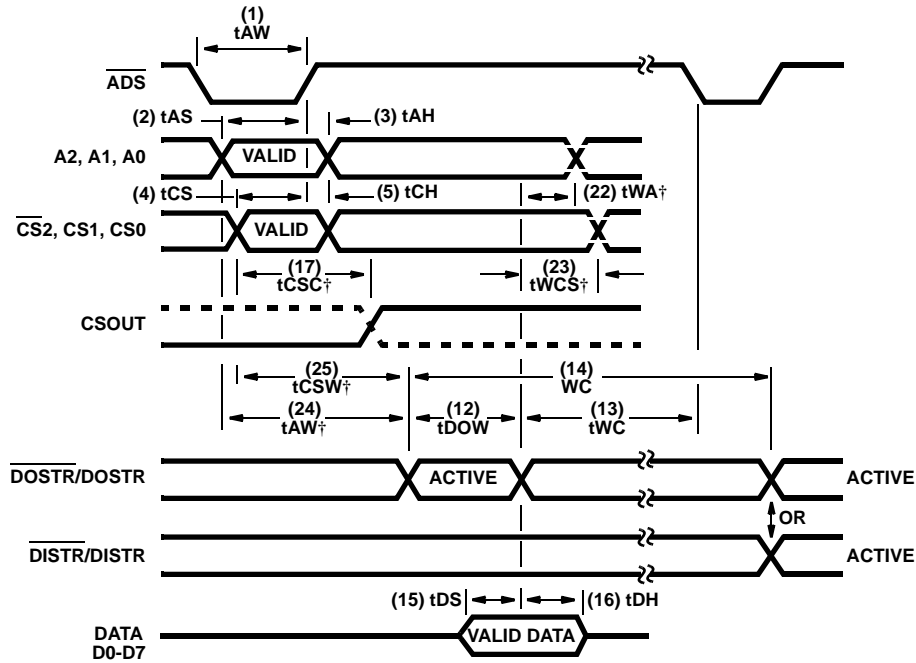 (1)
tAW
ADS
(2) tAS
(3) tAH
A2, A1, A0
VALID
(4) tCS
(5) tCH
(22) tWA†
CS2, CS1, CS0
VALID
(17)
tCSC†
(23)
tWCS†
CSOUT
(25)
tCSW†
(14)
WC
(24)
tAW†
(12)
tDOW
(13)
tWC
DOSTR/DOSTR
ACTIVE
ACTIVE
OR
DISTR/DISTR
ACTIVE
(15) tDS
(16) tDH
DATA
D0-D7
VALID DATA